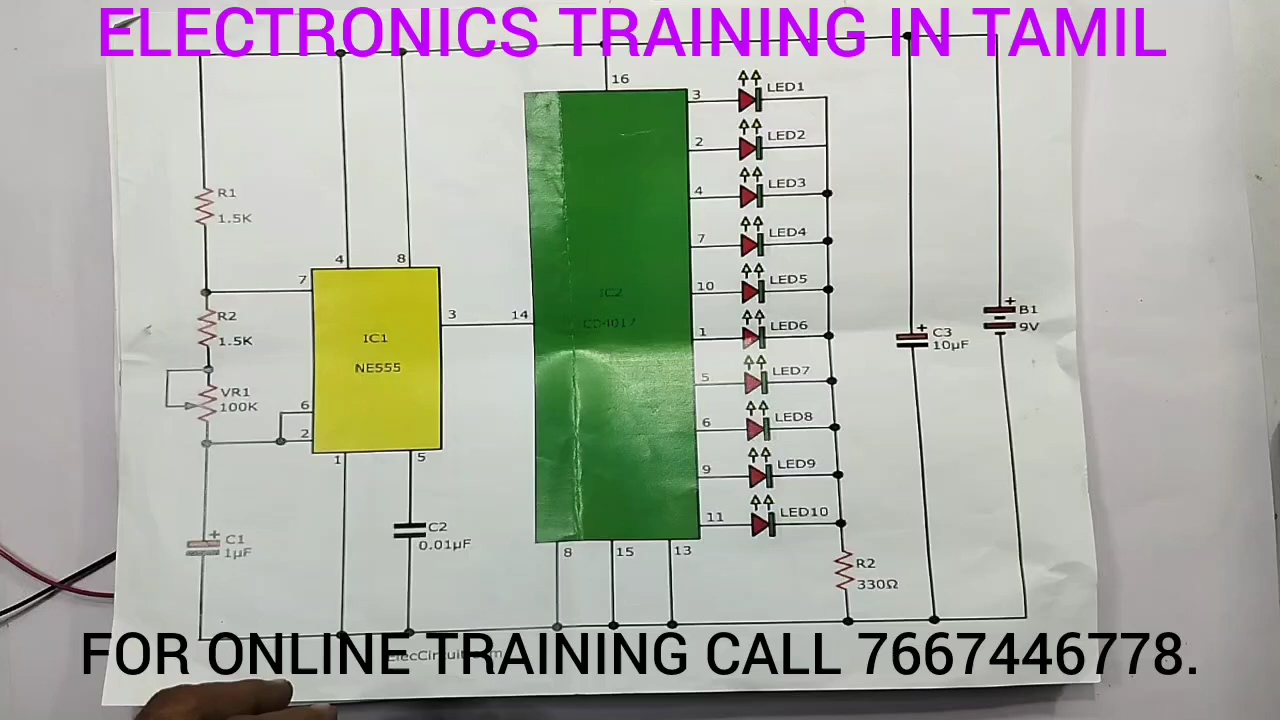 ELECTRONICS TRAINING IN TAMIL
16
3
LED1
2
LED2
4
LED3
7
LED4
10
LED5
1
LED6
5
LED7
6
LED8
9
LED9
11
LED10
R1
1.5K
7
4
8
R2
1.5K
IC1
NE555
3
14
IC2
CD4017
VR1
100K
6
2
1
5
C1
1µF
C2
0.01µF
8
15
13
R2
330Ω
C3
10µF
B1
9V
+
+
+
FOR ONLINE TRAINING CALL 7667446778.